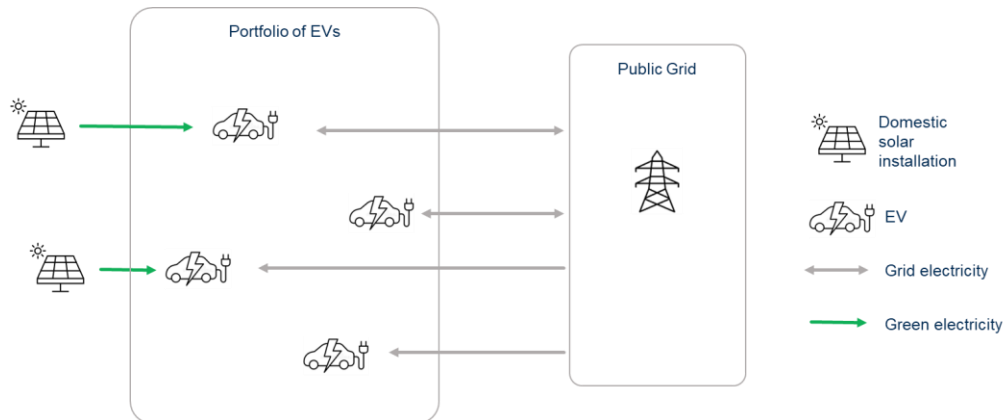 Portfolio of EVs
Public Grid
Domestic
solar
installation
EV
Grid electricity
Green electricity